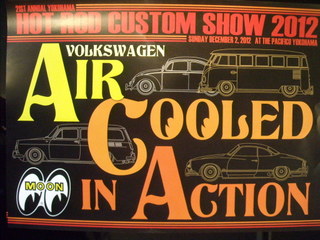 21ST ANNUAL YOKOHAMA
HOT ROD CUSTOM SHOW 2012
SUNDAY DECEMBER 2, 2012 AT THE PACIFICO YOKOHAMA
VOLKSWAGEN
AIR
COOLED
IN ACTION
MOON